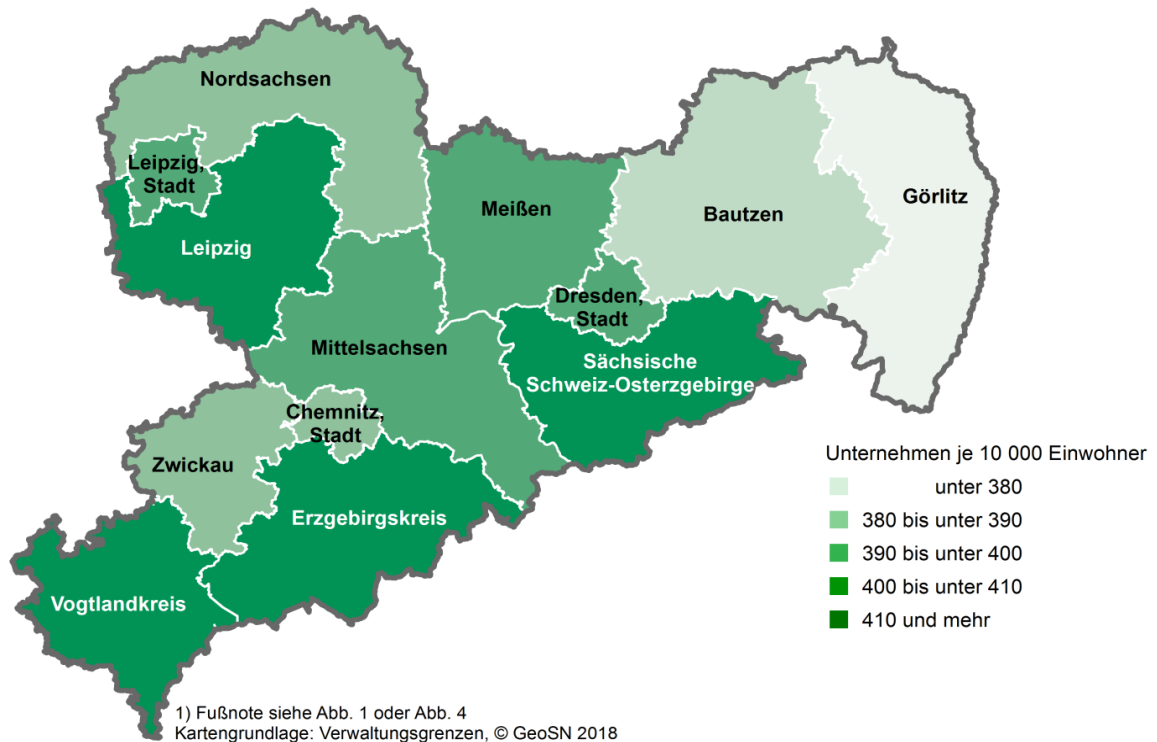 Nordsachsen
Leipzig,
Stadt
Leipzig
Meißen
Bautzen
Görlitz
Dresden,
Stadt
Mittelsachsen
Sächsische
Schweiz-Osterzgebirge
Chemnitz,
Stadt
Zwickau
Erzgebirgskreis
Vogtlandkreis
Unternehmen je 10 000 Einwohner
unter 380
380 bis unter 390
390 bis unter 400
400 bis unter 410
410 und mehr
1) Fußnote siehe Abb. 1 oder Abb. 4
Kartengrundlage: Verwaltungsgrenzen, © GeoSN 2018